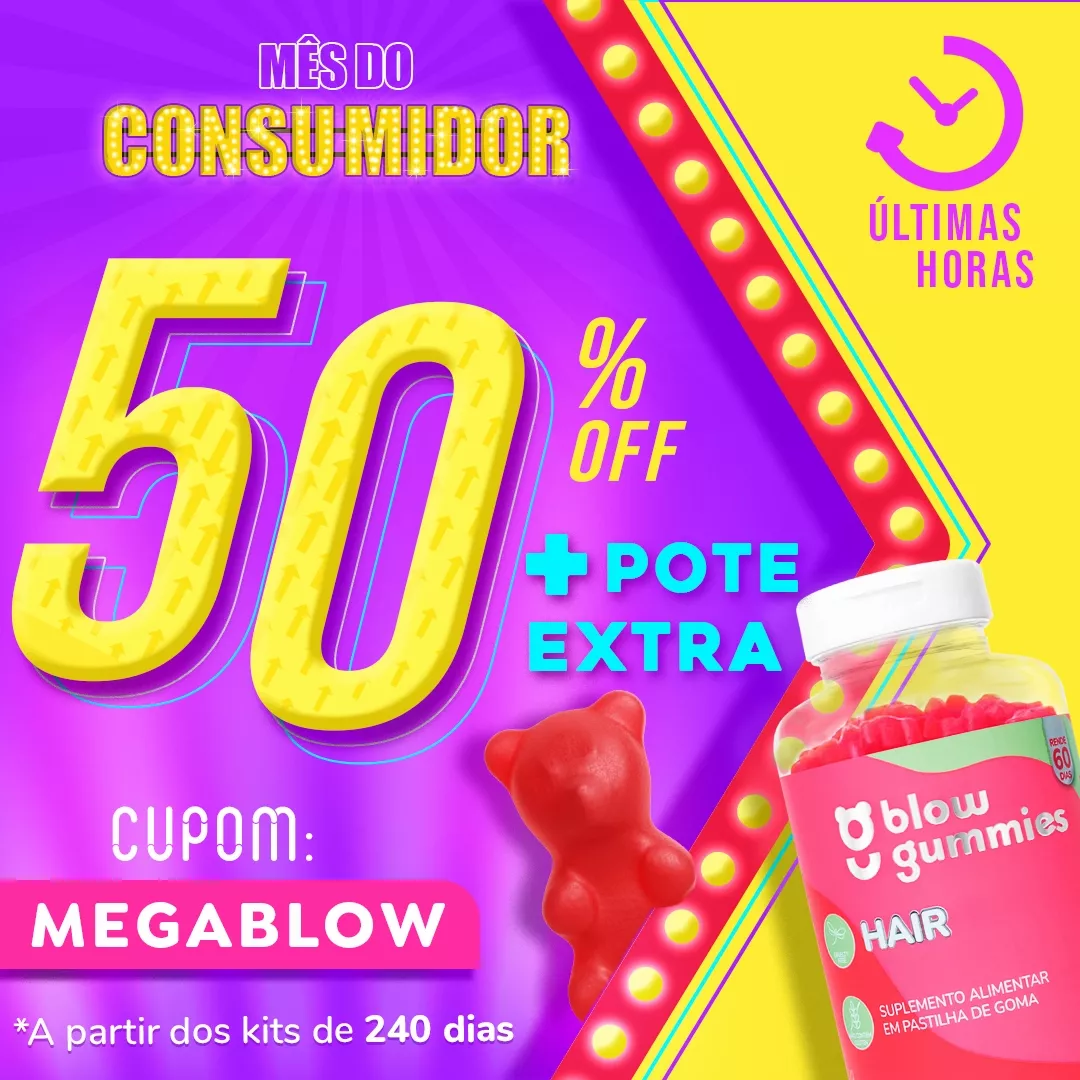 MÊS DO
CONSUMIDOR
ÚLTIMAS
HORAS
50
%
OFF
+ POTE
EXTRA
RENDE
60
DIAS
blow
gummies
HAIR
SUPLEMENTO ALIMENTAR
EM PASTILHA DE GOMA
CUPOM:
MEGABLOW
*A partir dos kits de 240 dias